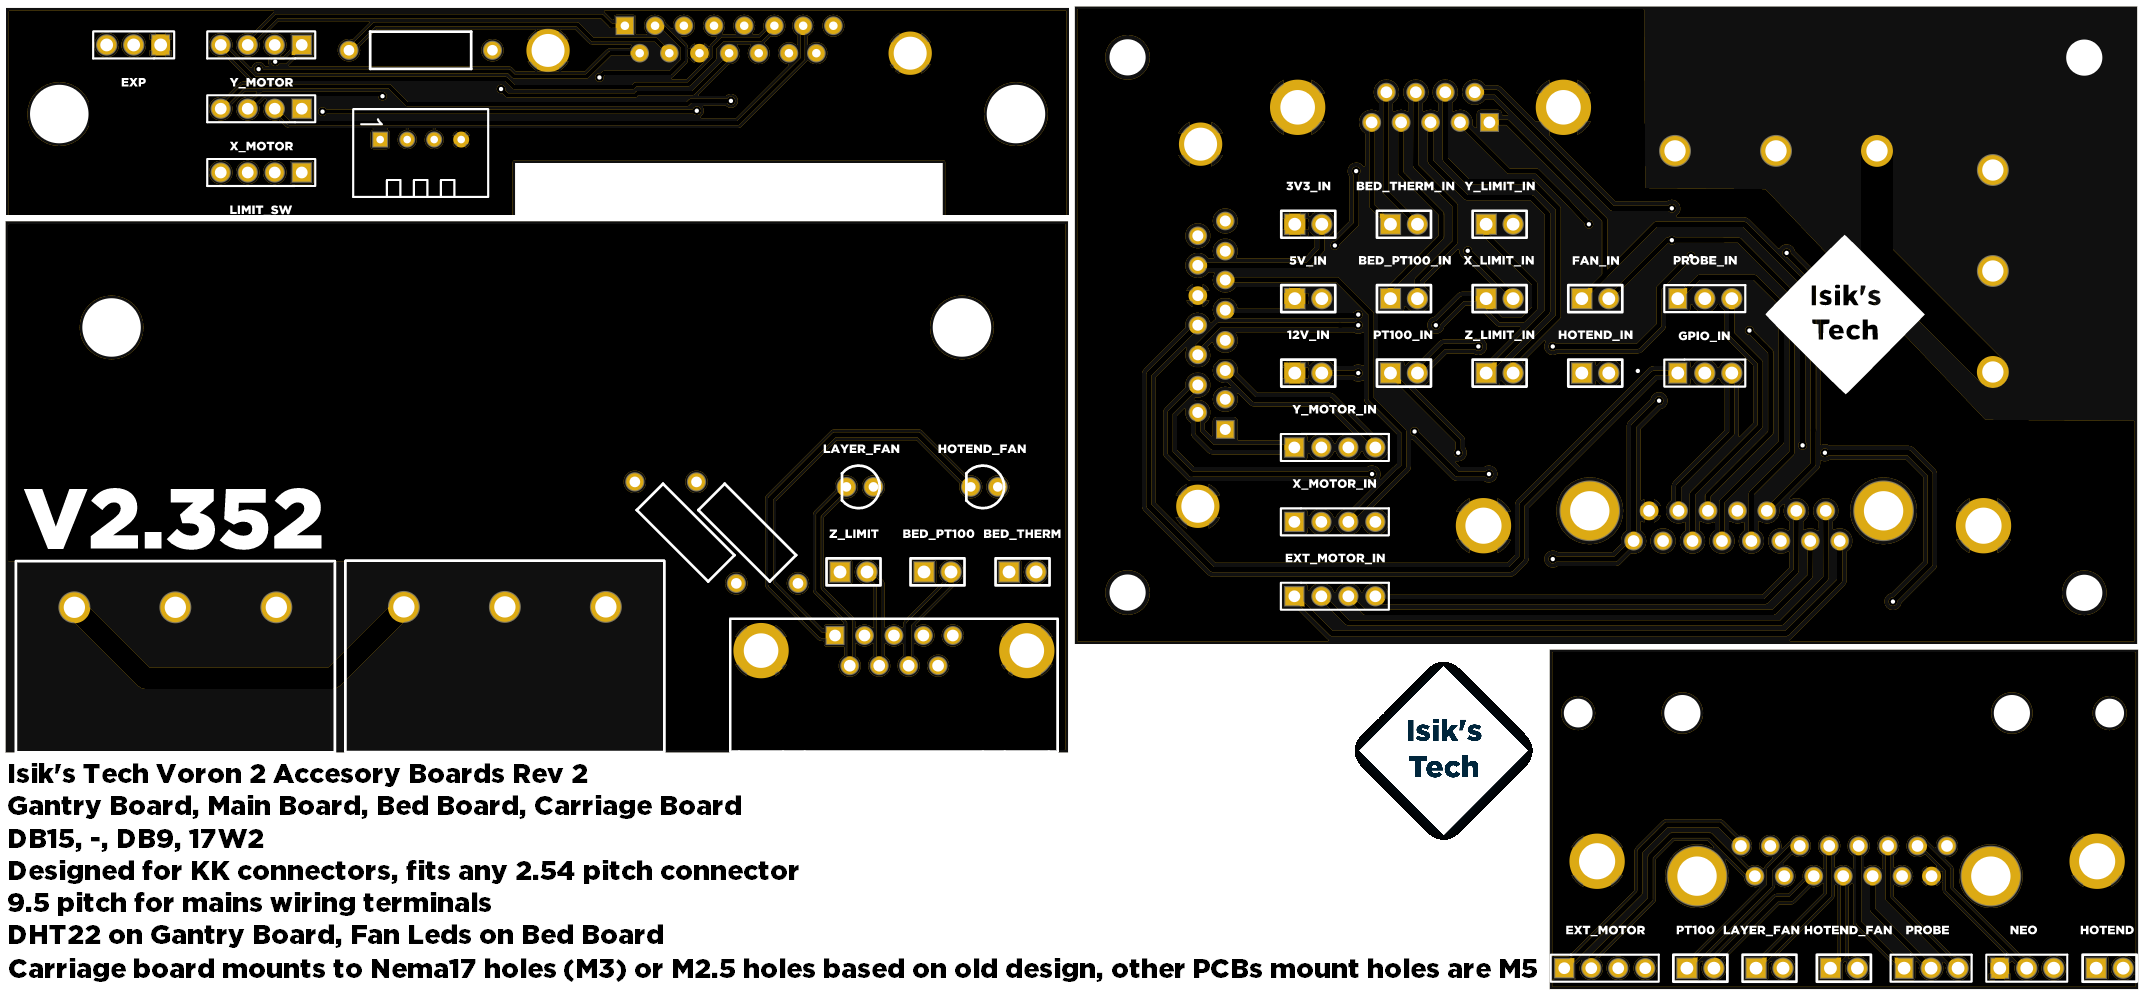 EXP
Y_MOTOR
X_MOTOR
LIMIT_SW
1
3V3_IN BED_THERM_IN Y_LIMIT_IN
5V_IN BED_PT100_IN X_LIMIT_IN FAN_IN PROBE_IN
12V_IN PT100_IN Z_LIMIT_IN HOTEND_IN GPIO_IN
Y_MOTOR_IN
X_MOTOR_IN
EXT_MOTOR_IN
Isik's
Tech
LAYER_FAN HOTEND_FAN
V2.352
Z_LIMIT BED_PT100 BED_THERM
Isik's
Tech
EXT_MOTOR PT100 LAYER_FAN HOTEND_FAN PROBE NEO HOTEND
Isik's Tech Voron 2 Accesory Boards Rev 2
Gantry Board, Main Board, Bed Board, Carriage Board
DB15, -, DB9, 17W2
Designed for KK connectors, fits any 2.54 pitch connector
9.5 pitch for mains wiring terminals
DHT22 on Gantry Board, Fan Leds on Bed Board
Carriage board mounts to Nema17 holes (M3) or M2.5 holes based on old design, other PCBs mount holes are M5